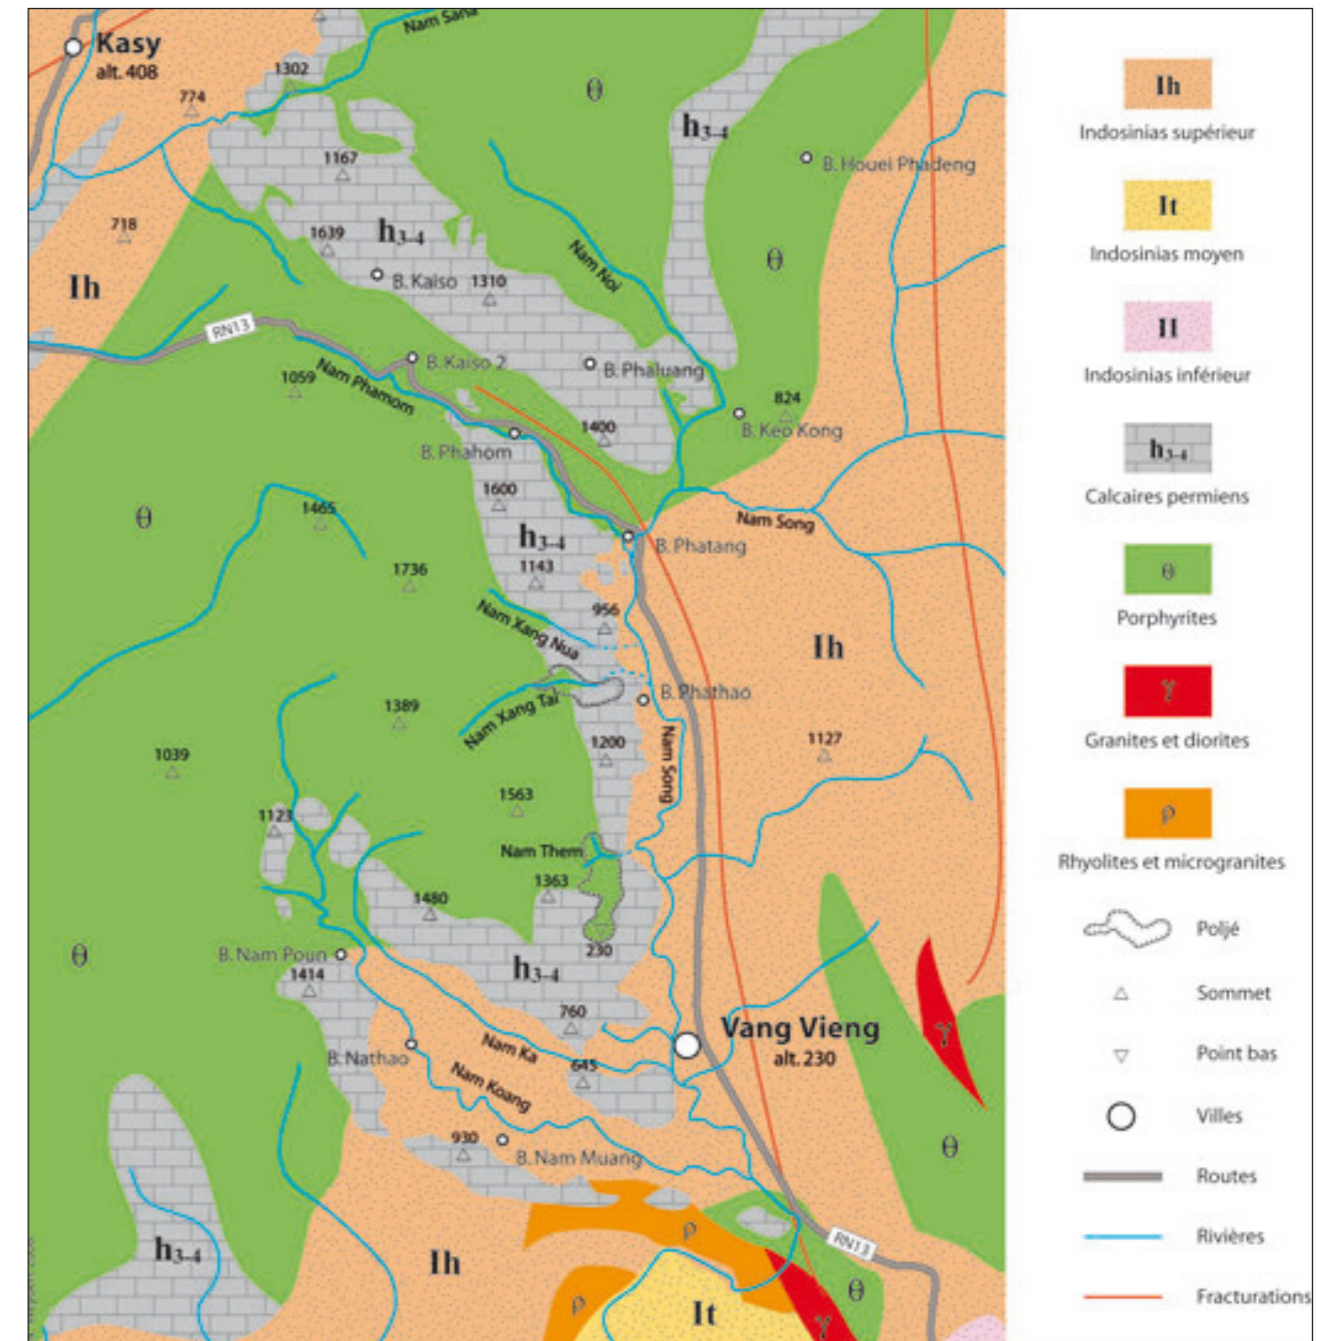 Nam Sana
Kasy
alt. 408
1302
774
θ
h3-4
1167
B. Houei Phadeng
718
1639
h3-4
Nam Noi
θ
B. Kaiso
1310
Ih
RN13
B. Kaiso 2
B. Phaluang
1059
Nam Phamom
824
1400
B. Keo Kong
B. Phahom
1600
θ
1465
Nam Song
h3-4
B. Phatang
1143
1736
956
Nam Xang Nua
Ih
B. Phathao
Nam Xang Tai
1389
1200
Nam Song
1127
1039
1563
1123
Nam Them
1363
1480
230
θ
B. Nam Poun
1414
h3-4
760
Vang Vieng
alt. 230
γ
Nam Ka
B. Nathao
645
Nam Koang
930
B. Nam Muang
θ
ρ
h3-4
RN13
Ih
θ
ρ
It
γ
Ih
Indosinias supérieur
It
Indosinias moyen
II
Indosinias inférieur
h3-4
Calcaires permiens
θ
Porphyrites
γ
Granites et diorites
ρ
Rhyolites et microgranites
Poljé
Sommet
Point bas
Villes
Routes
Rivières
Fracturations